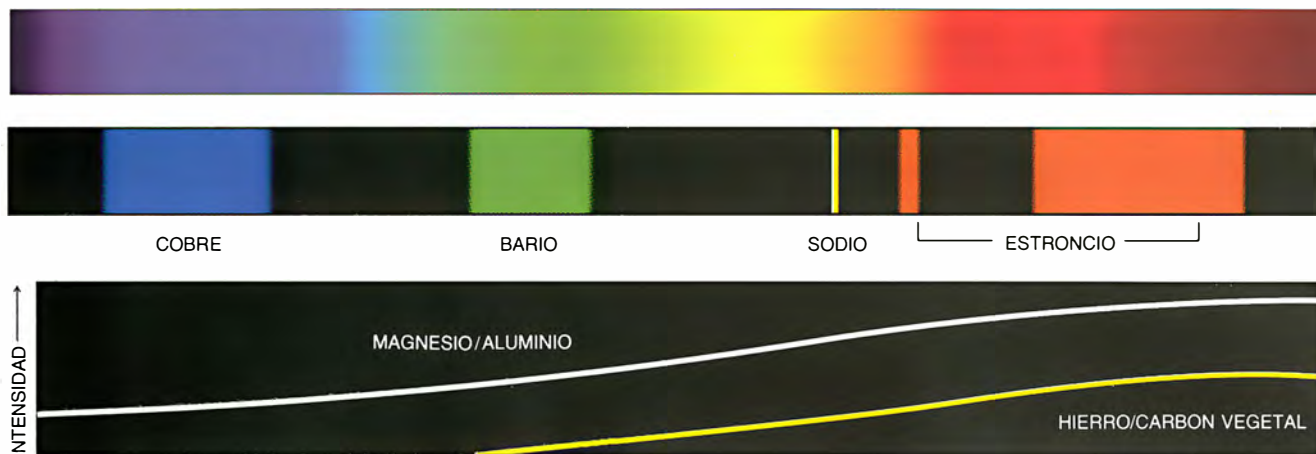 COBRE
BARIO
SODIO
ESTRONCIO
NTENSIDAD
MAGNESIO/ALUMINIO
HIERRO/CARBON VEGETAL